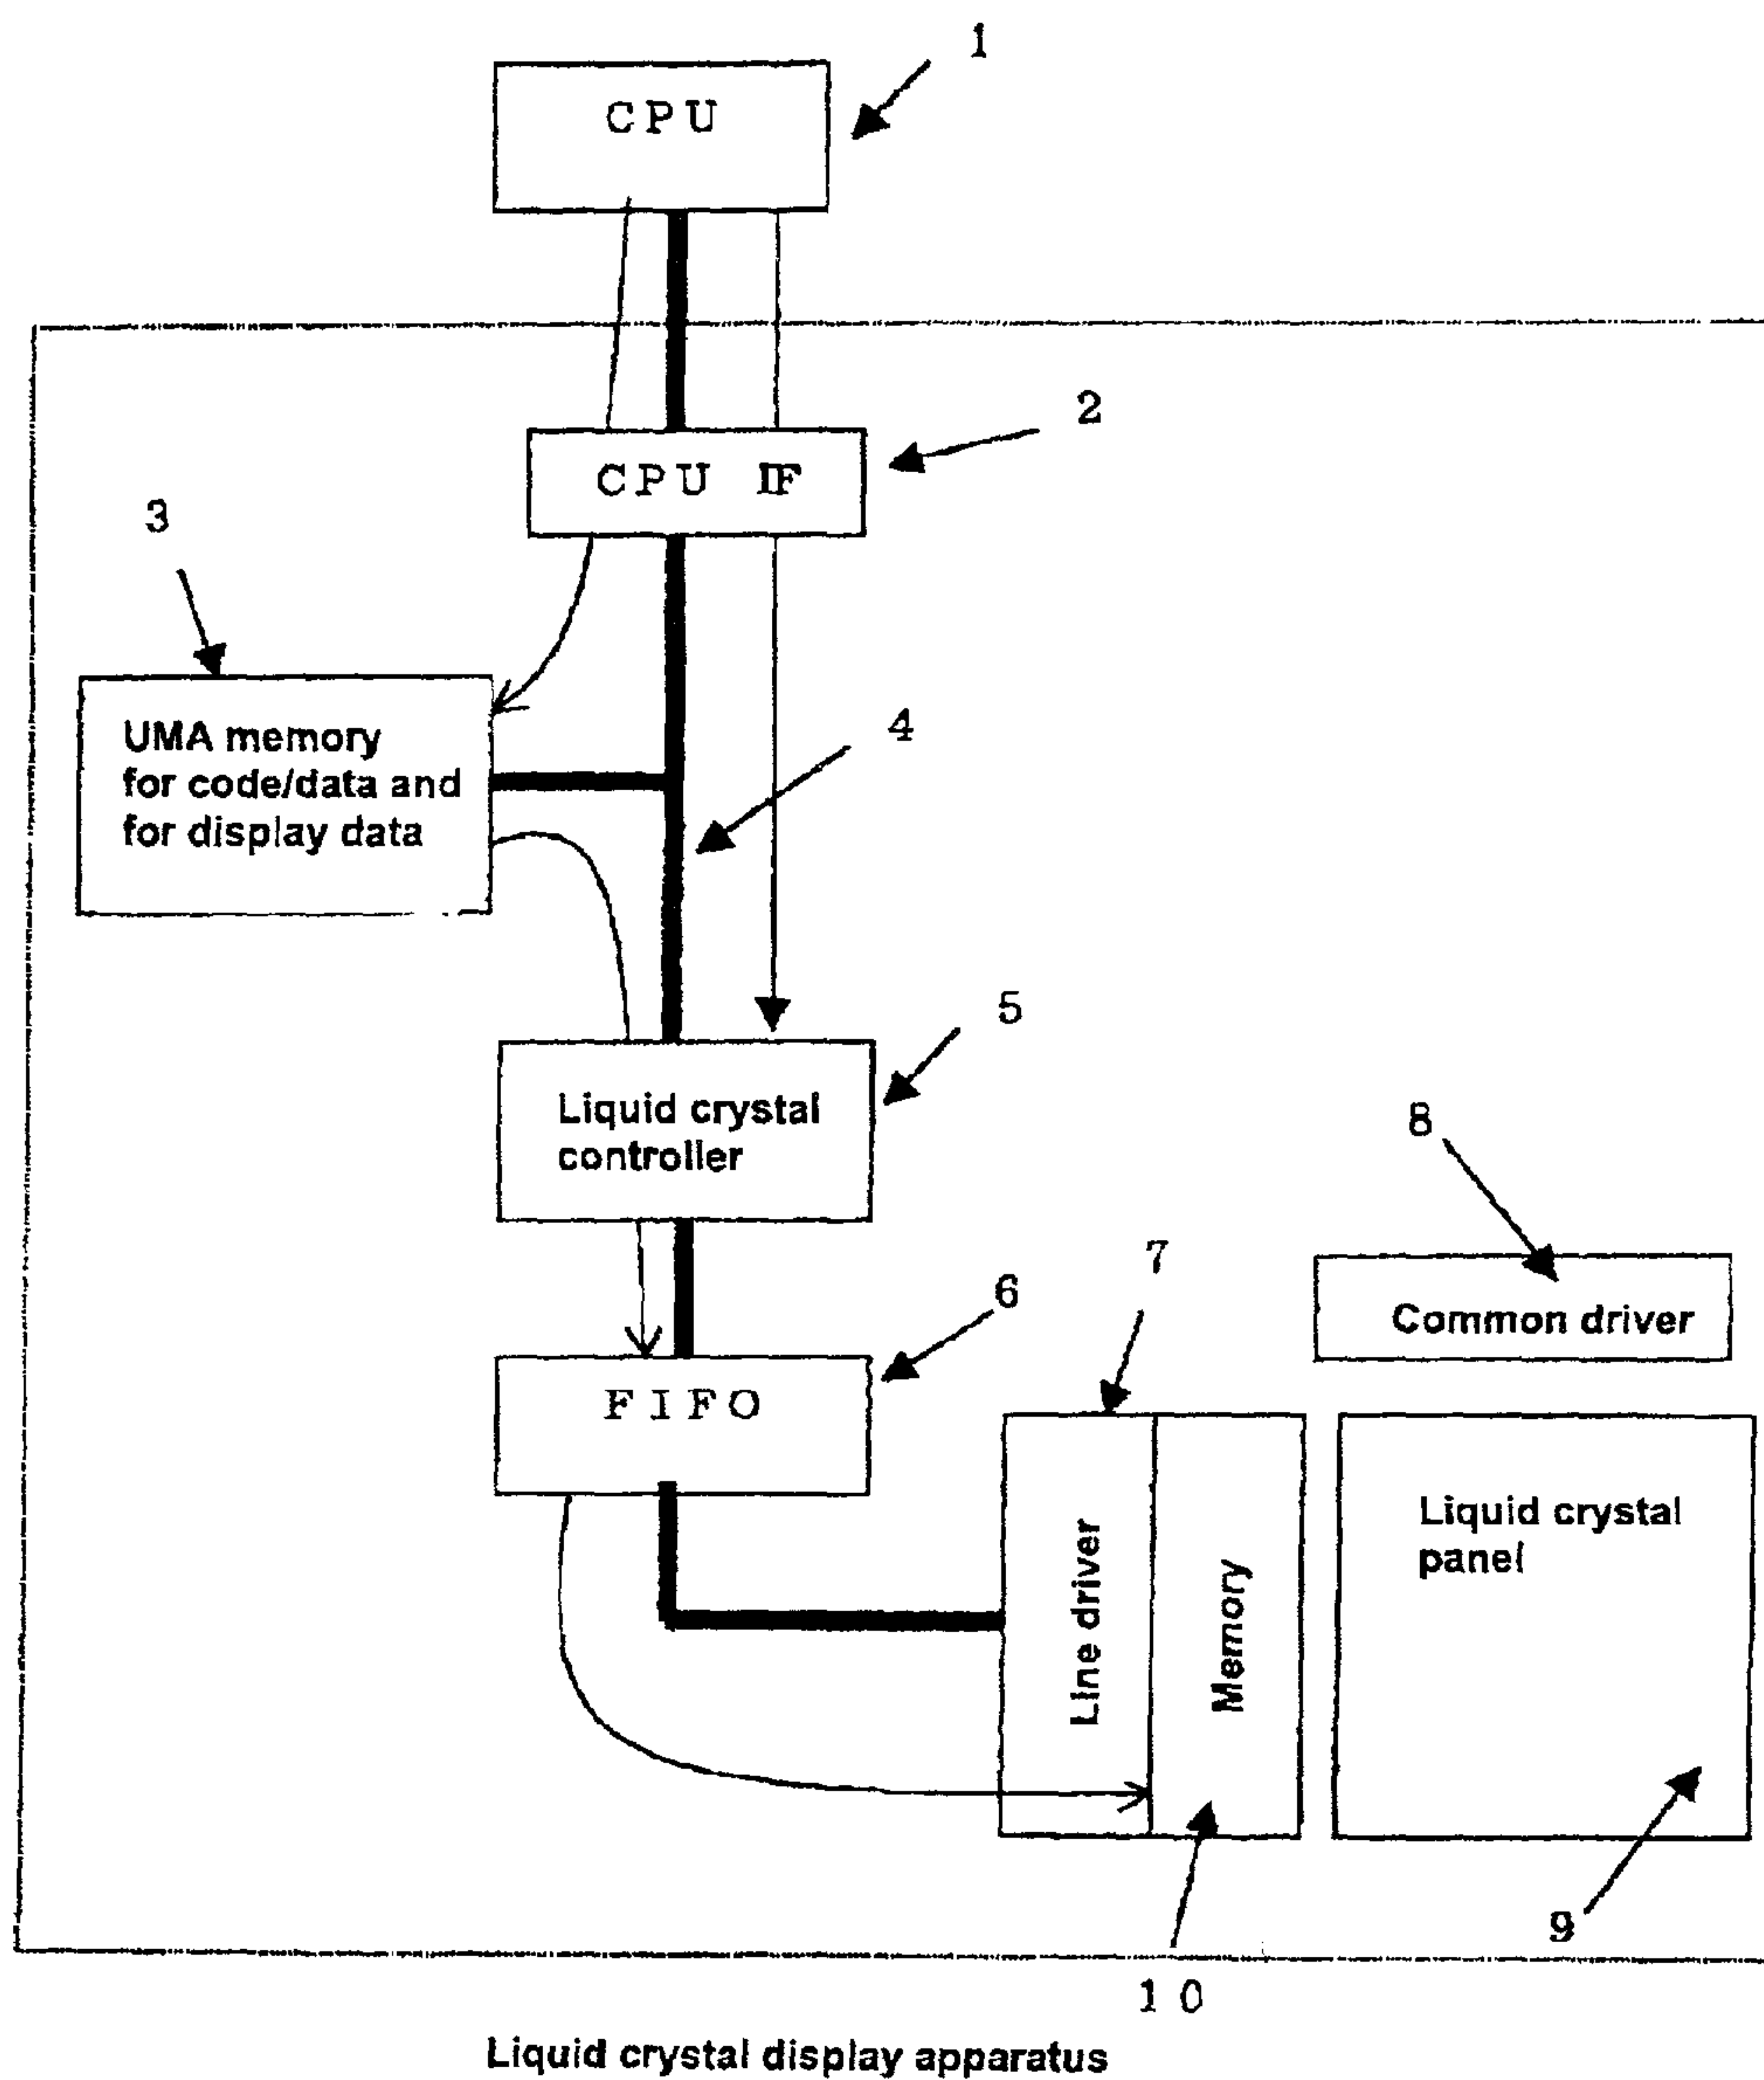 1
CPU
2
CPU IF
3
UMA memory
for code/data and
for display data
4
5
Liquid crystal
controller
8
7
6
Common driver
FIFO
Line driver
Memory
Liquid crystal
panel
9
10
Liquid crystal display apparatus